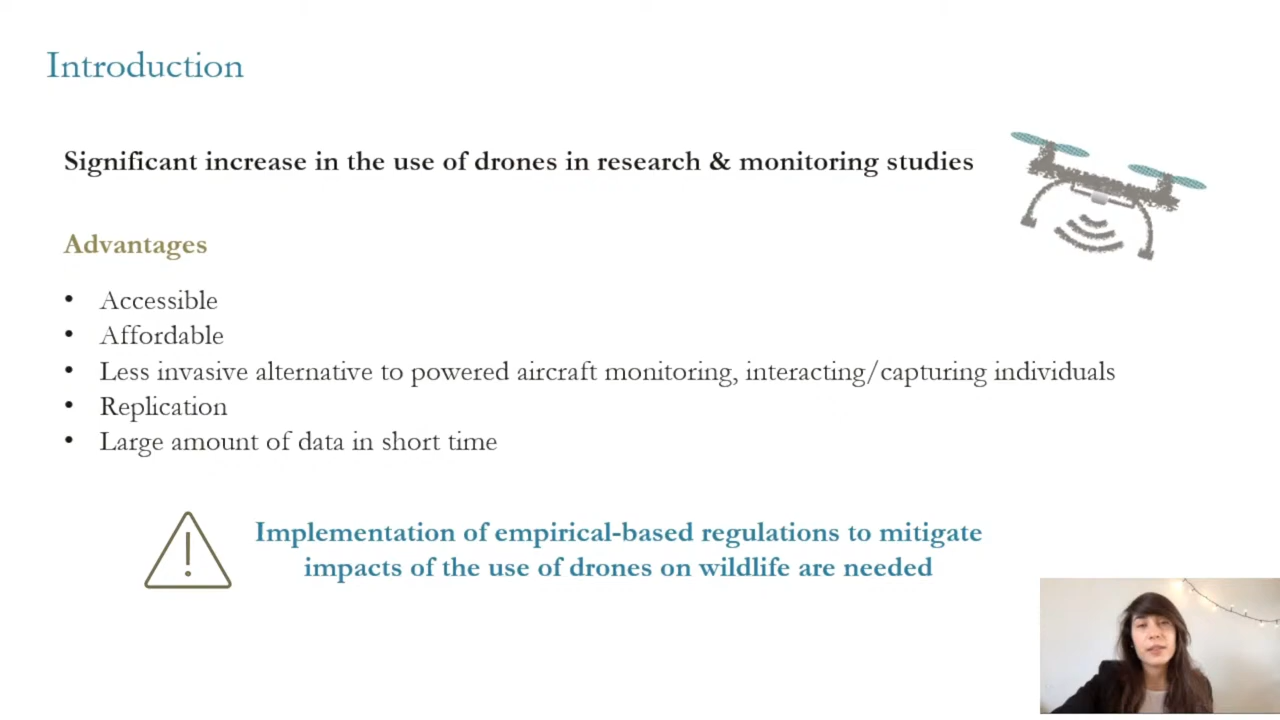 Introduction
Significant increase in the use of drones in research & monitoring studies
Advantages
• Accessible
• Affordable
• Less invasive alternative to powered aircraft monitoring, interacting/capturing individuals
• Replication
• Large amount of data in short time
Implementation of empirical-based regulations to mitigate
impacts of the use of drones on wildlife are needed